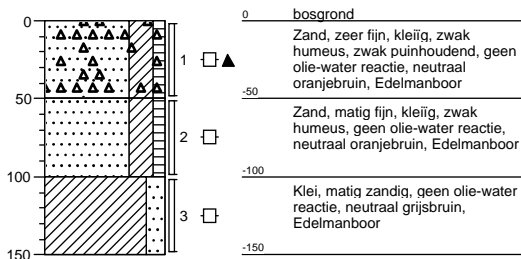 0
50
100
150
1
2
3
0 bosgrond
Zand, zeer fijn, kleiïg, zwak
humeus, zwak puinhoudend, geen
olie-water reactie, neutraal
oranjebruin, Edelmanboor
-50
Zand, matig fijn, kleiïg, zwak
humeus, geen olie-water reactie,
neutraal oranjebruin, Edelmanboor
-100
Klei, matig zandig, geen olie-water
reactie, neutraal grijsbruin,
Edelmanboor
-150